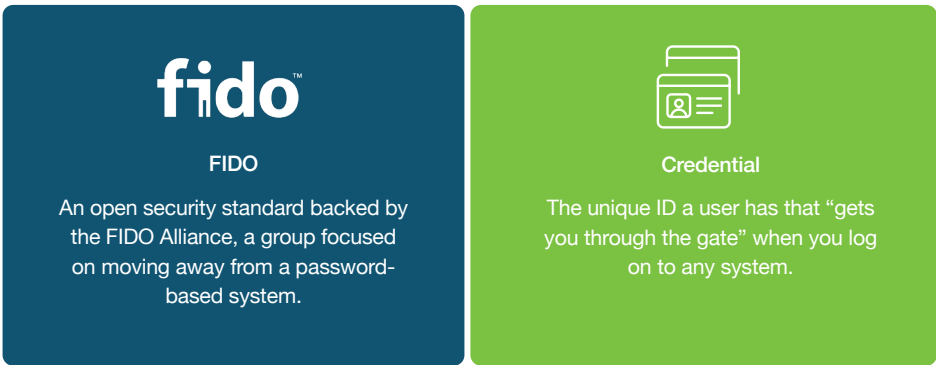 fido™
FIDO
An open security standard backed by
the FIDO Alliance, a group focused
on moving away from a password-
based system.
Credential
The unique ID a user has that “gets
you through the gate” when you log
on to any system.